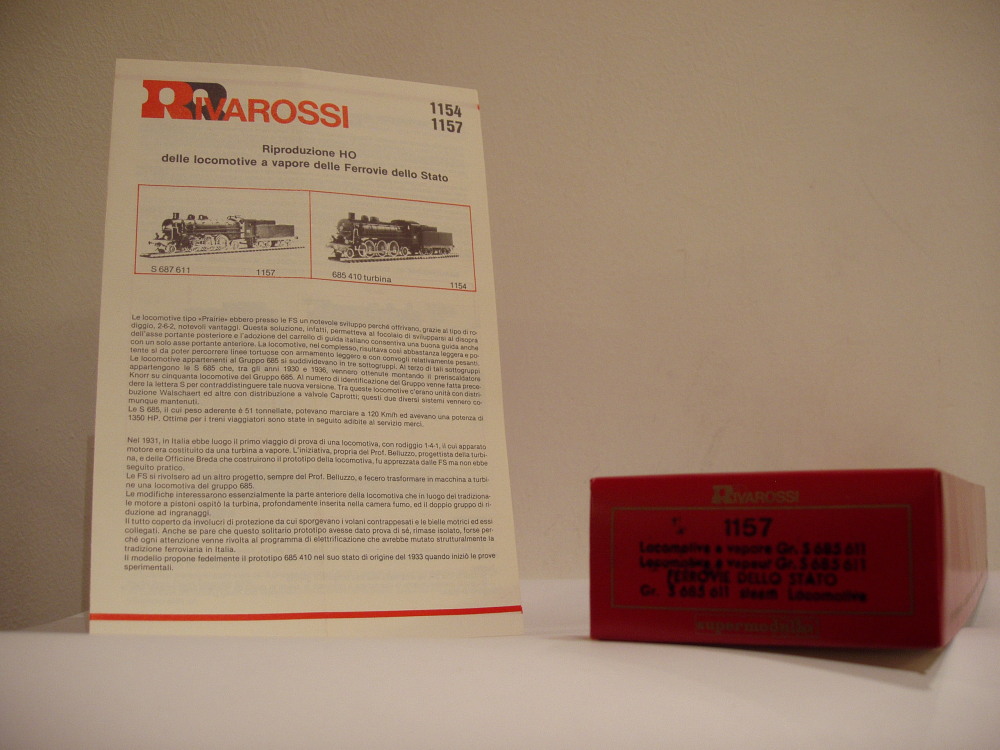 RIVAROSSI
1154
1157
Riproduzione HO
delle locomotive a vapore delle Ferrovie dello Stato
S 687 611 1157
685 410 turbina 1154
Le locomotive tipo «Prairie» ebbero presso le FS un notevole sviluppo perché offrivano, grazie al tipo di ro-
diggio, 2-6-2, notevoli vantaggi. Questa soluzione, infatti, permetteva al focolaio di svilupparsi al disopra
dell'asse portante posteriore e l'adozione del carrello di guida italiano consentiva una buona guida anche
con un solo asse portante anteriore. La locomotive, nel complesso, risultava così abbastanza leggera e po-
tente sì da poter percorrere linee tortuose con armamento leggero e con convogli relativamente pesanti.
Le locomotive appartenenti al Gruppo 685 si suddividevano in tre sottogruppi. Al terzo di tali sottogruppi
appartengono le S 685 che, tra gli anni 1930 e 1936, vennero ottenute montando il preriscaldatore
Knorr su cinquanta locomotive del Gruppo 685. Al numero di identificazione del Gruppo venne fatta prece-
dere la lettera S per contraddistinguere tale nuova versione. Tra queste locomotive c'erano unità con distri-
buzione Walschaert ed altre con distribuzione a valvole Caprotti; questi due diversi sistemi vennero co-
munque mantenuti.
Le S 685, il cui peso aderente è 51 tonnellate, potevano marciare a 120 Km/h ed avevano una potenza di
1350 HP. Ottime per i treni viaggiatori sono state in seguito adibite al servizio merci.
Nel 1931, in Italia ebbe luogo il primo viaggio di prova di una locomotiva, con rodiggio 1-4-1, il cui apparato
motore era costituito da una turbina a vapore. L'iniziativa, propria del Prof. Belluzzo, progettista della turbi-
na, e delle Officine Breda che costruirono il prototipo della locomotiva, fu apprezzata dalle FS ma non ebbe
seguito pratico.
Le FS si rivolsero ad un altro progetto, sempre del Prof. Belluzzo, e fecero trasformare in macchina a turbi-
ne una locomotiva del gruppo 685.
Le modifiche interessarono essenzialmente la parte anteriore della locomotiva che in luogo del tradiziona-
le motore a pistoni ospitò la turbina, profondamente inserita nella camera fumo, ed il doppio gruppo di ri-
duzione ad ingranaggi.
Il tutto coperto da involucri di protezione da cui sporgevano i volani contrappesati e le bielle motrici ad essi
collegati. Anche se pare che questo solitario prototipo avesse dato prova di sé, rimase isolato, forse per-
ché ogni attenzione venne rivolta al programma di elettrificazione che avrebbe mutato strutturalmente la
tradizione ferroviaria in Italia.
Il modello propone fedelmente il prototipo 685 410 nel suo stato di origine del 1933 quando iniziò le prove
sperimentali.
RIVAROSSI
1157
Locomotiva a vapore Gr. S 685 611
Locomotive à vapeur Gr. S 685 611
FERROVIE DELLO STATO
Gr. S 685 611 steam Locomotive
supermodello